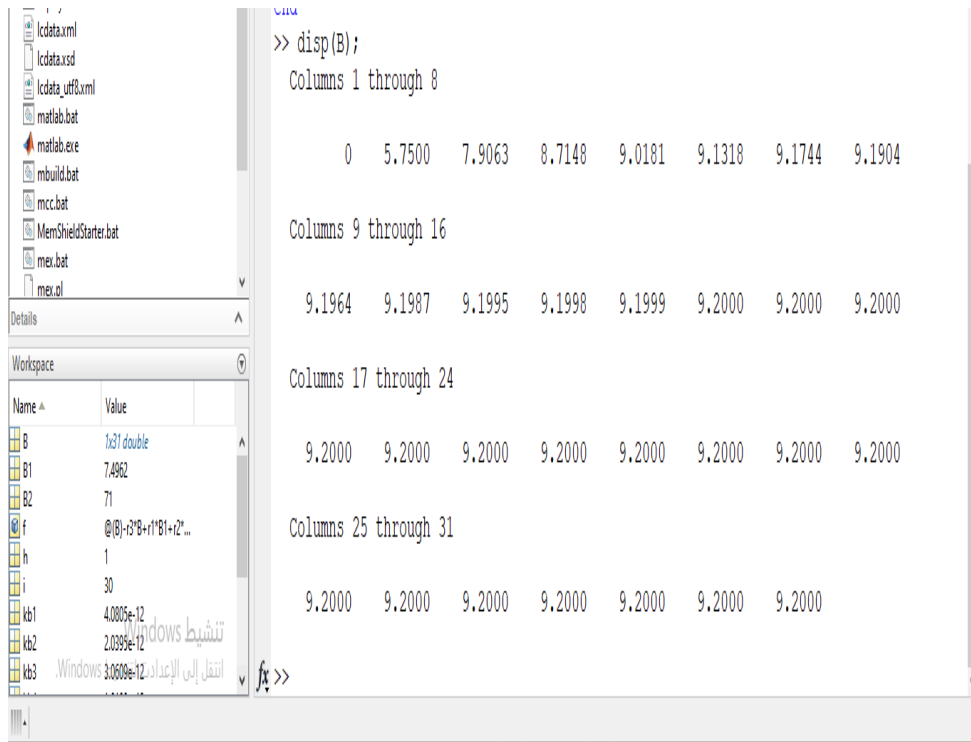 lcdata.xml
lcdata.xsd
lcdata_utf8.xml
matlab.bat
matlab.exe
mbuild.bat
mcc.bat
MemShieldStarter.bat
mex.bat
mex.pl
Details
Workspace
Name Value
B 1x31 double
B1 7.4962
B2 71
f @(B)-r3*B+r1*B1+r2*...
h 1
i 30
kb1 4.0805e-12
kb2 2.0395e-12
kb3 3.0609e-12
end
>> disp(B);
Columns 1 through 8
0 5.7500 7.9063 8.7148 9.0181 9.1318 9.1744 9.1904
Columns 9 through 16
9.1964 9.1987 9.1995 9.1998 9.1999 9.2000 9.2000 9.2000
Columns 17 through 24
9.2000 9.2000 9.2000 9.2000 9.2000 9.2000 9.2000 9.2000
Columns 25 through 31
9.2000 9.2000 9.2000 9.2000 9.2000 9.2000 9.2000
fx >>
تنشيط Windows
انتقل إلى الإعدادات Windows.